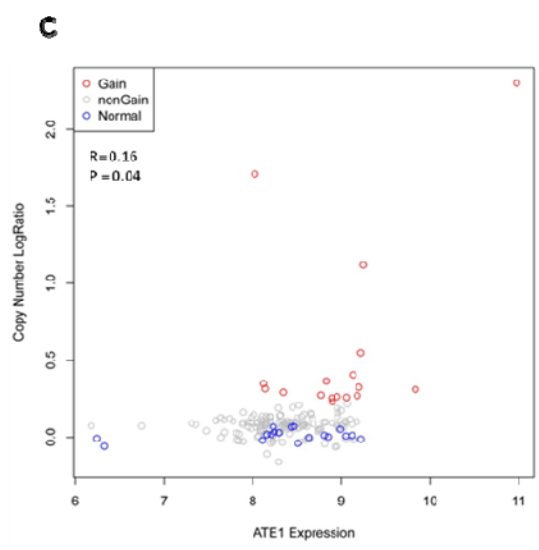 C
Gain
nonGain
Normal
R=0.16
P =0.04
Copy Number LogRatio
2.0
1.5
1.0
0.5
0.0
6 7 8 9 10 11
ATE1 Expression